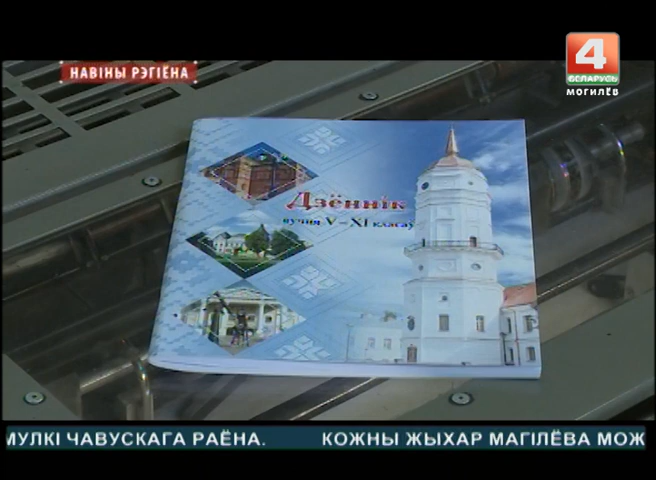 НАВІНЫ РЭГІЁНА
4
БЕЛАРУСЬ
МОГИЛЁВ
Дзённік
вучня V–XI класаў
МУЛКІ ЧАВУСКАГА РАЁНА. КОЖНЫ ЖЫХАР МАГІЛЁВА МОЖ